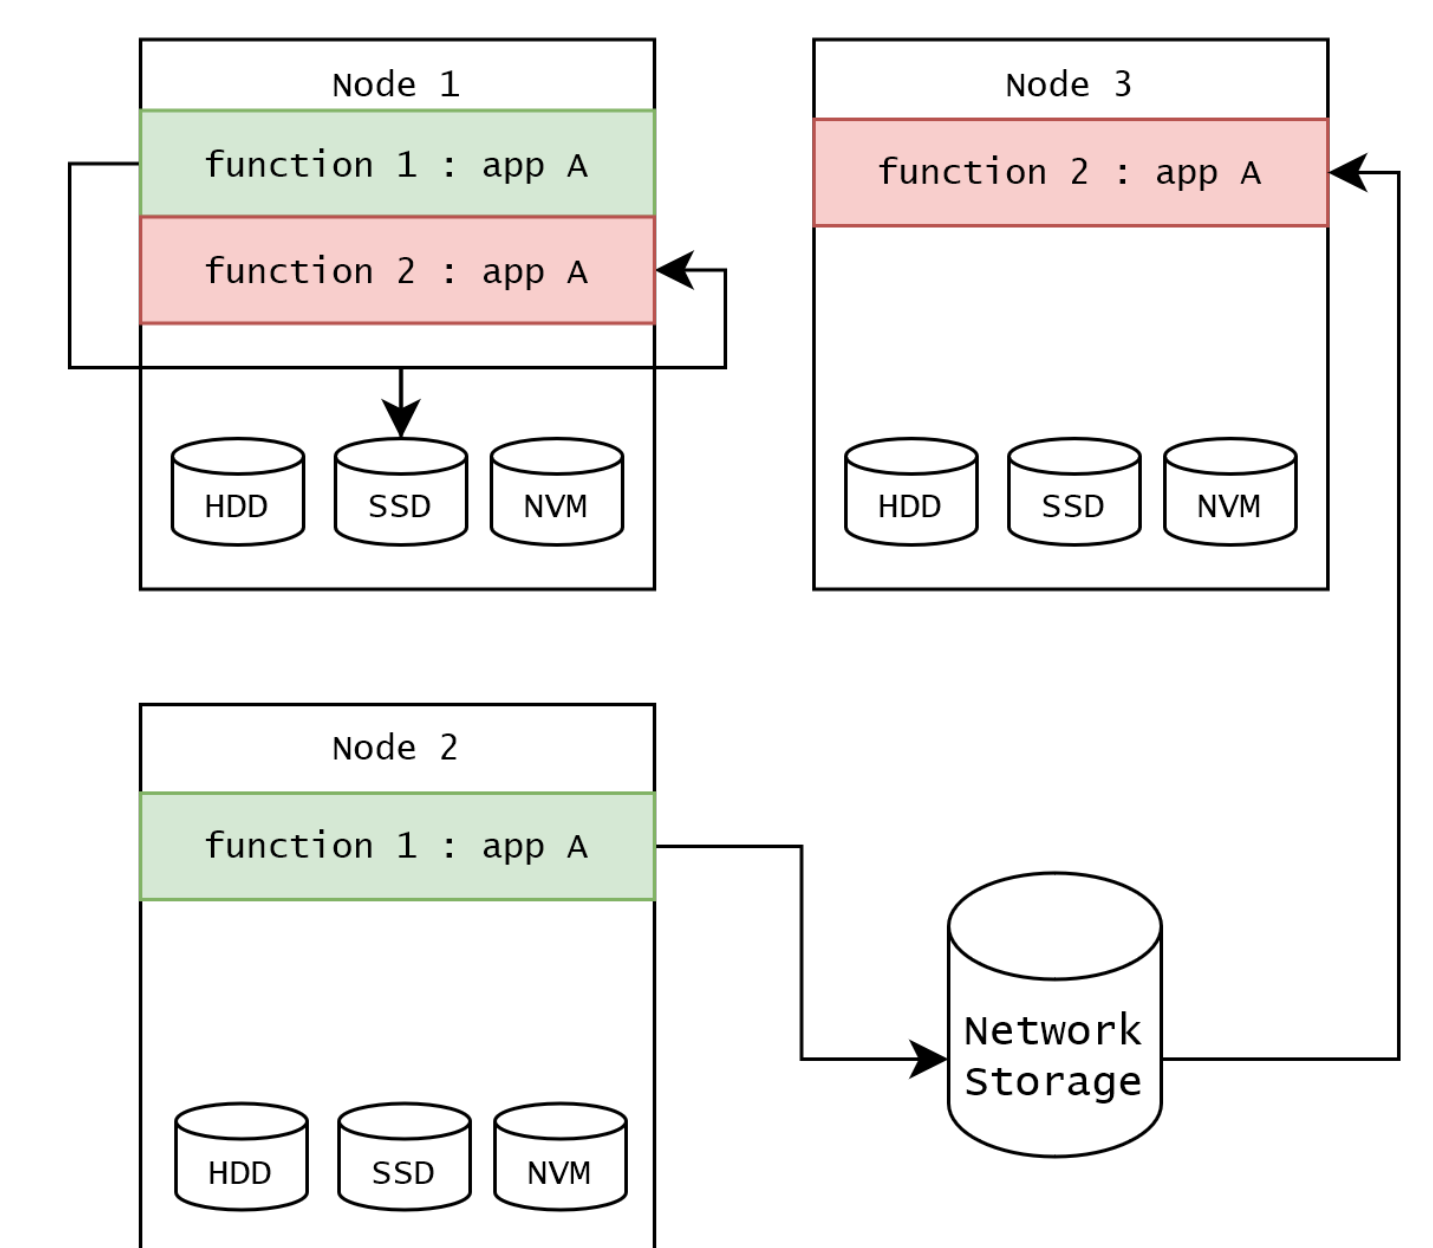 Node 1
function 1 : app A
function 2 : app A
HDD
SSD
NVM
Node 3
function 2 : app A
HDD
SSD
NVM
Node 2
function 1 : app A
HDD
SSD
NVM
Network
Storage